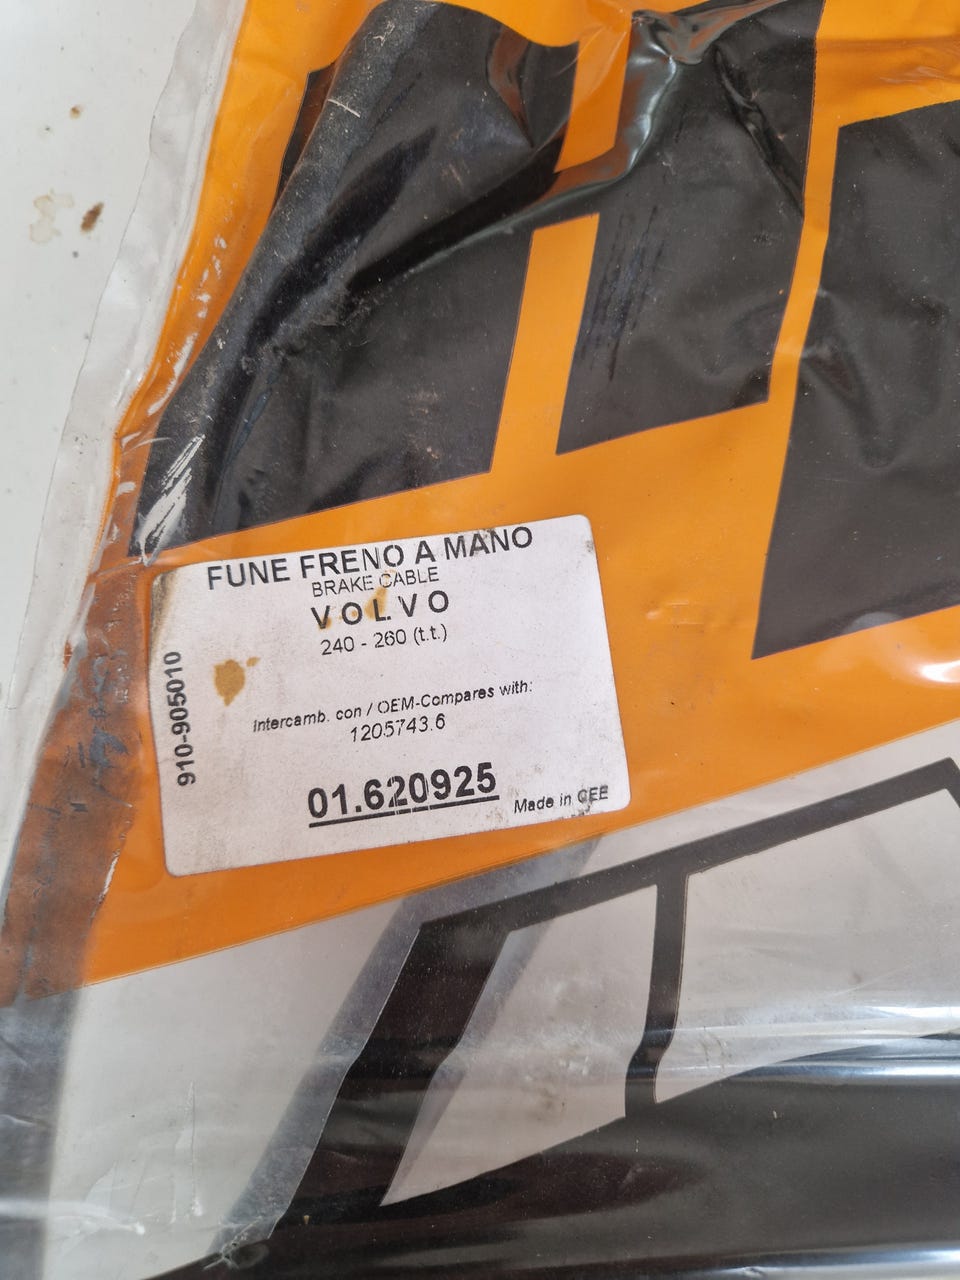 FUNE FRENO A MANO
BRAKE CABLE
VOLVO
240 - 260 (t.t.)
Intercamb. con / OEM-Compares with:
1205743.6
01.620925
Made in CEE
910-905010